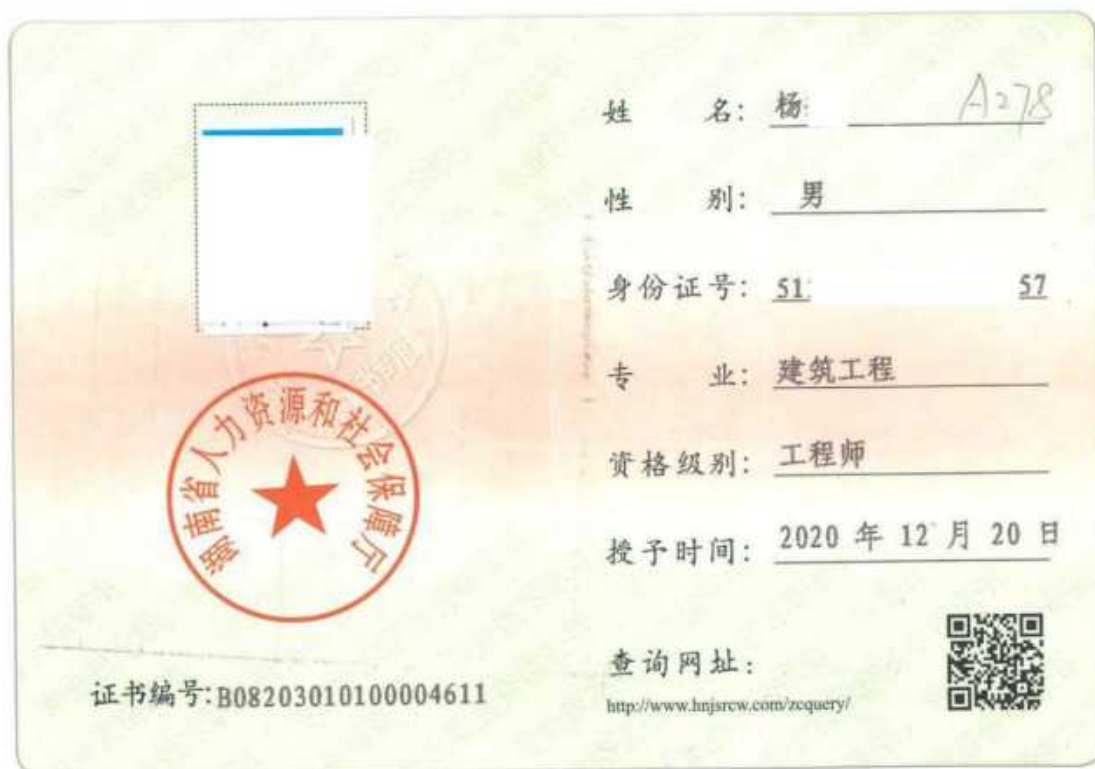 姓 名: 杨
A278
性 别: 男
身份证号: 51 57
专 业: 建筑工程
资格级别: 工程师
授予时间: 2020 年 12 月 20 日
查询网址:
http://www.hnjsrcw.com/zcquery/
湖南省人力资源和社会保障厅
证书编号:B08203010100004611